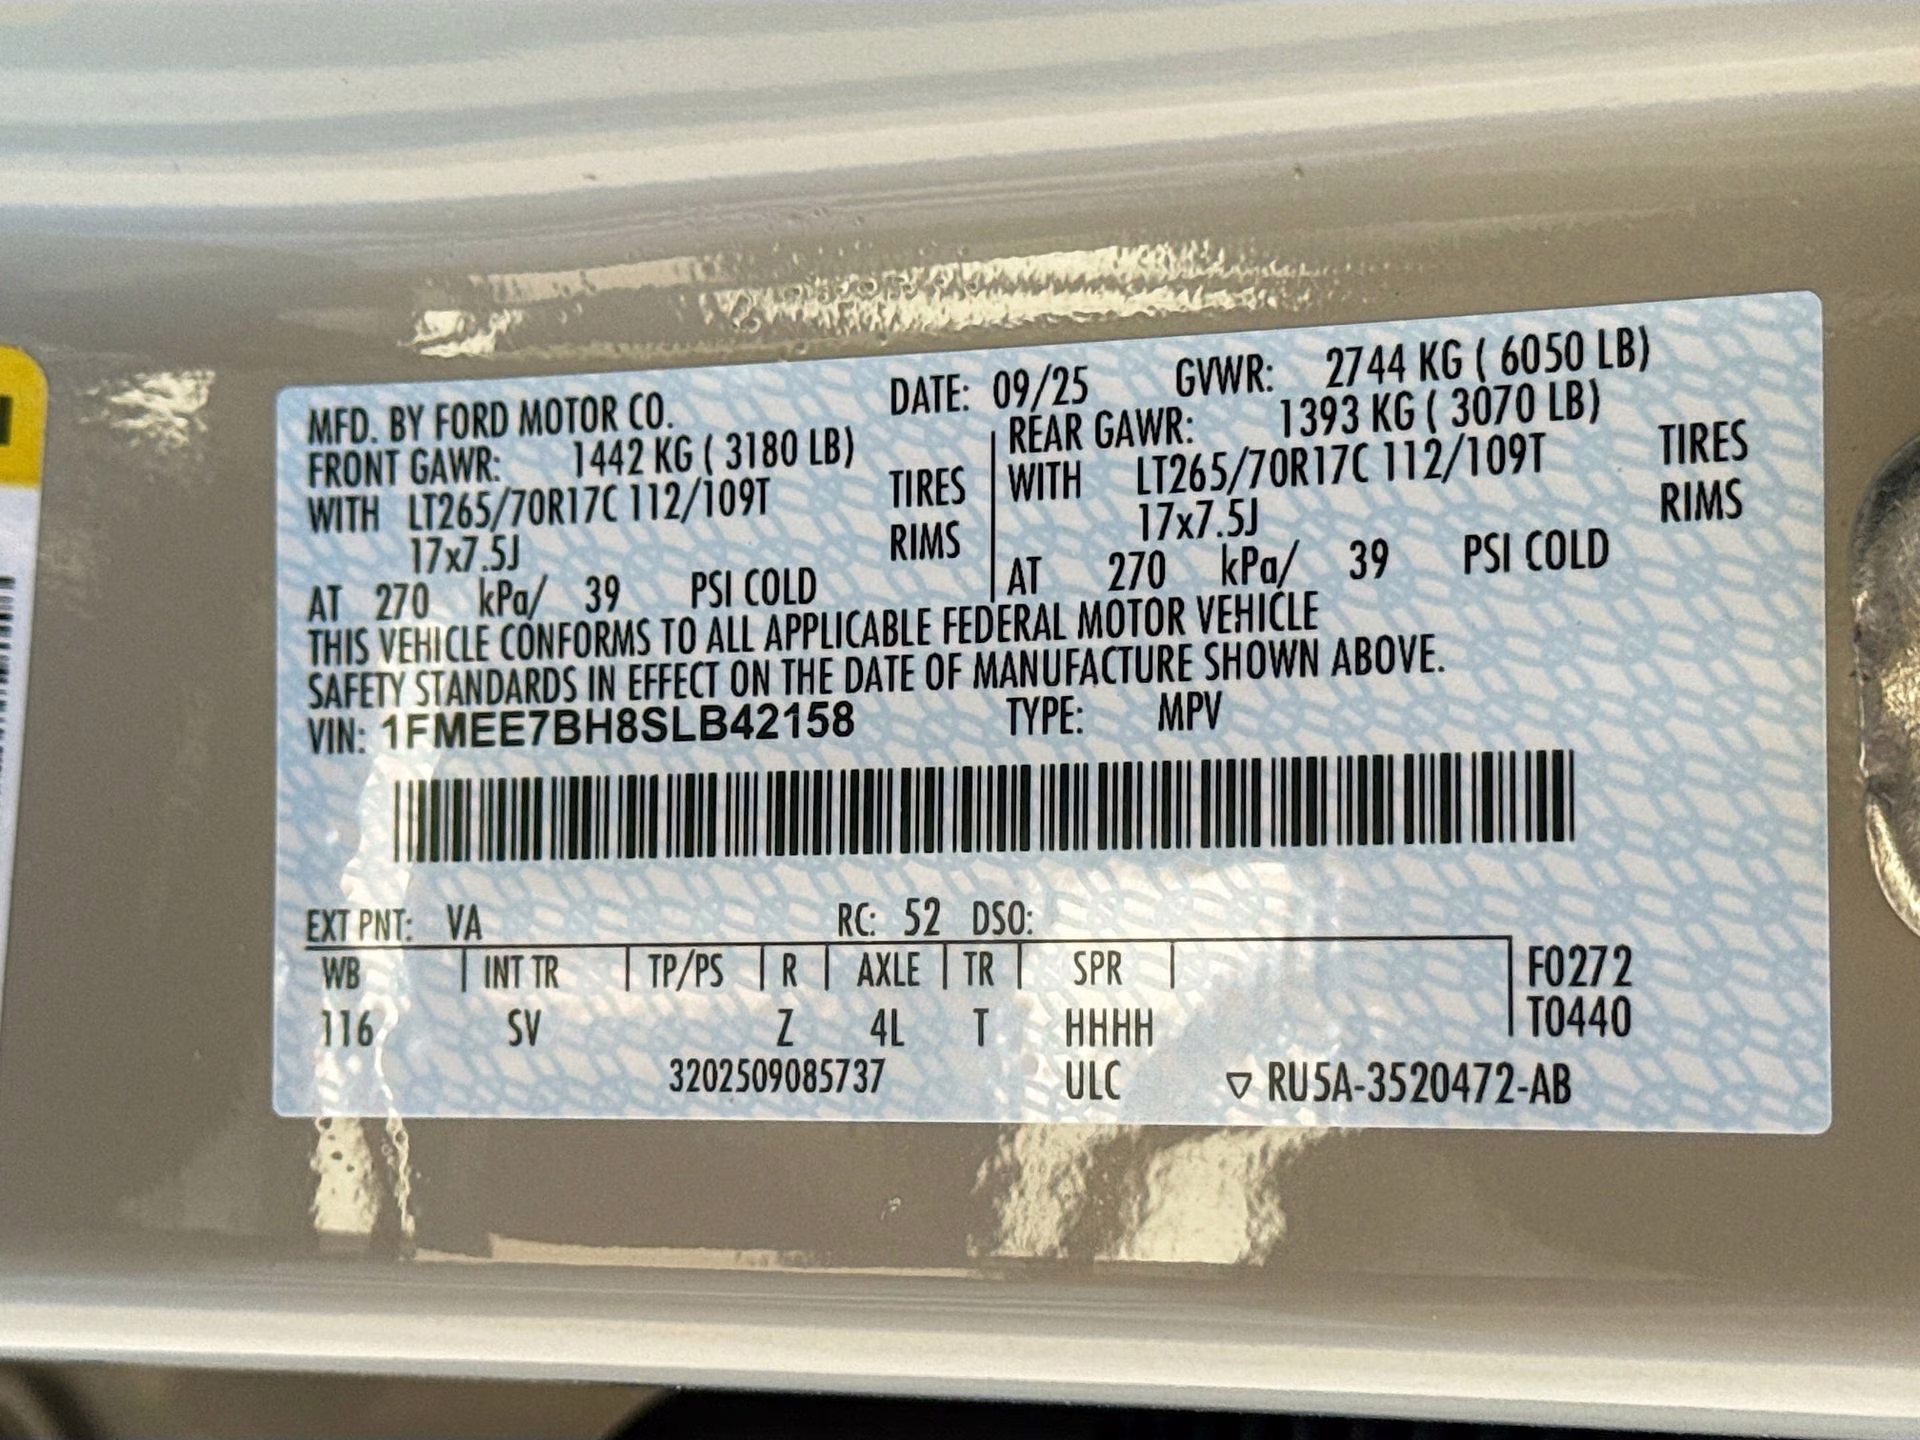 MFD. BY FORD MOTOR CO. DATE: 09/25 GVWR: 2744 KG ( 6050 LB)
FRONT GAWR: 1442 KG ( 3180 LB) REAR GAWR: 1393 KG ( 3070 LB)
WITH LT265/70R17C 112/109T TIRES WITH LT265/70R17C 112/109T TIRES
17x7.5J RIMS 17x7.5J RIMS
AT 270 kPa/ 39 PSI COLD AT 270 kPa/ 39 PSI COLD
THIS VEHICLE CONFORMS TO ALL APPLICABLE FEDERAL MOTOR VEHICLE
SAFETY STANDARDS IN EFFECT ON THE DATE OF MANUFACTURE SHOWN ABOVE.
VIN: 1FMEE7BH8SLB42158 TYPE: MPV
EXT PNT: VA RC: 52 DSO:
WB INT TR TP/PS R AXLE TR SPR F0272
116 SV Z 4L T HHHH T0440
3202509085737 ULC ▽ RU5A-3520472-AB